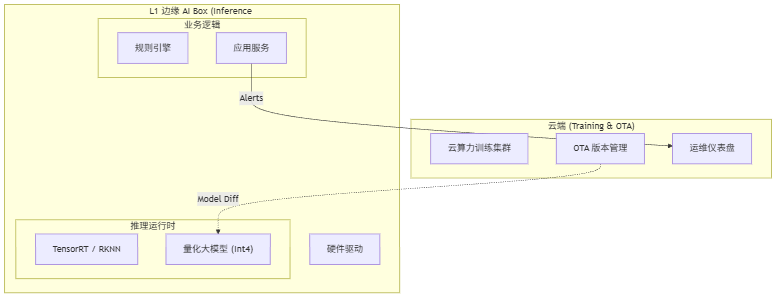 L1 边缘 AI Box (Inference
业务逻辑
规则引擎
应用服务
Alerts
云端 (Training & OTA)
云算力训练集群
OTA 版本管理
运维仪表盘
Model Diff
推理运行时
TensorRT / RKNN
量化大模型 (Int4)
硬件驱动